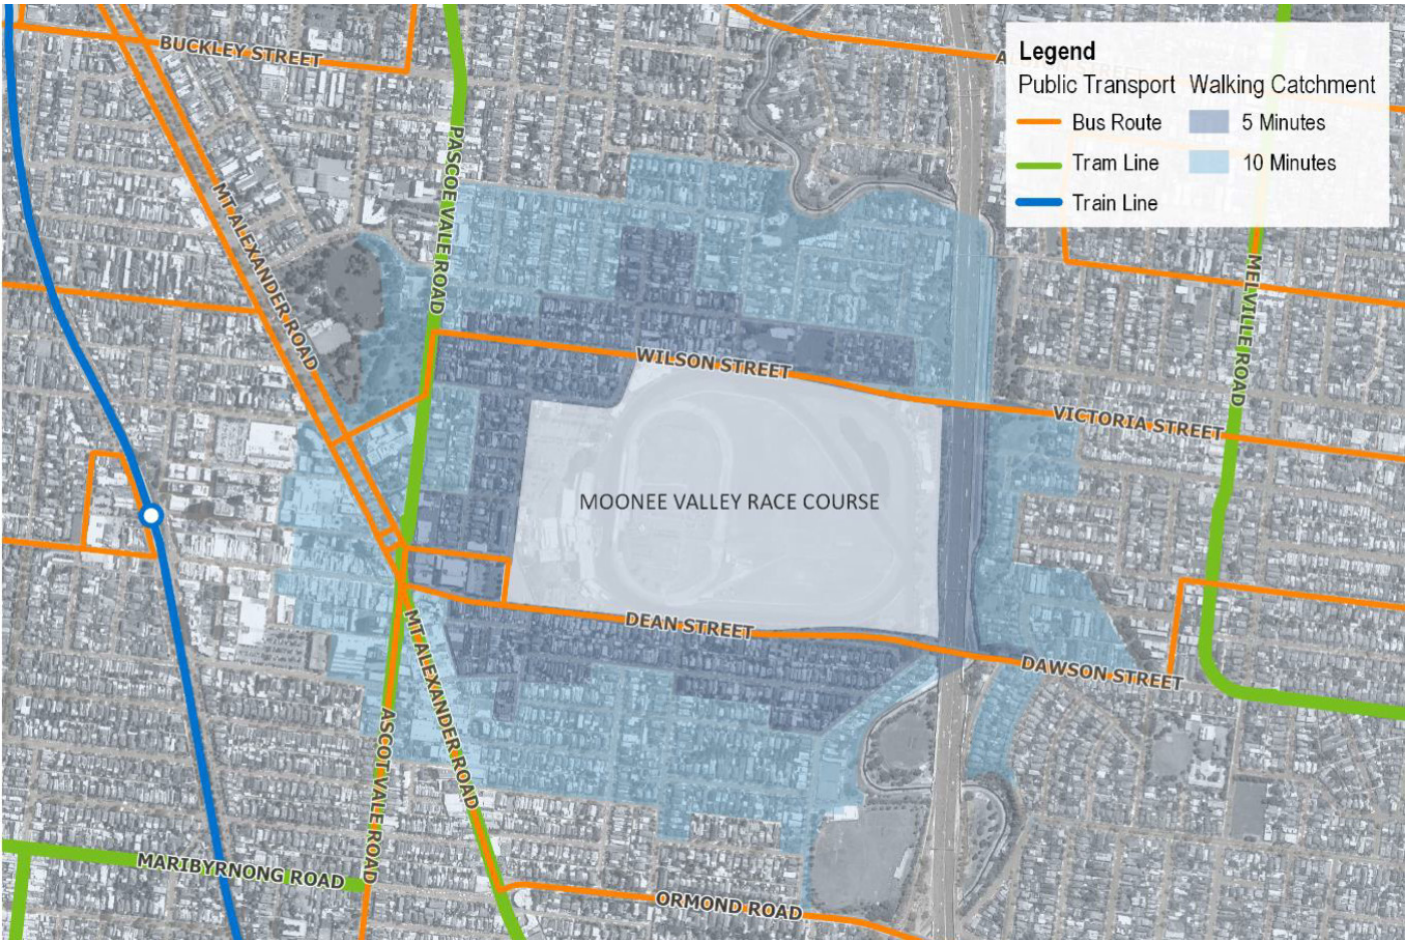 Legend
Public Transport Walking Catchment
Bus Route 5 Minutes
Tram Line 10 Minutes
Train Line
BUCKLEY STREET
PASCOE VALE ROAD
MT ALEXANDER ROAD
MELVILLE ROAD
WILSON STREET
VICTORIA STREET
MOONEE VALLEY RACE COURSE
DEAN STREET
DAWSON STREET
MT ALEXANDER ROAD
ASCOT VALE ROAD
MARIBYRNONG ROAD
ORMOND ROAD